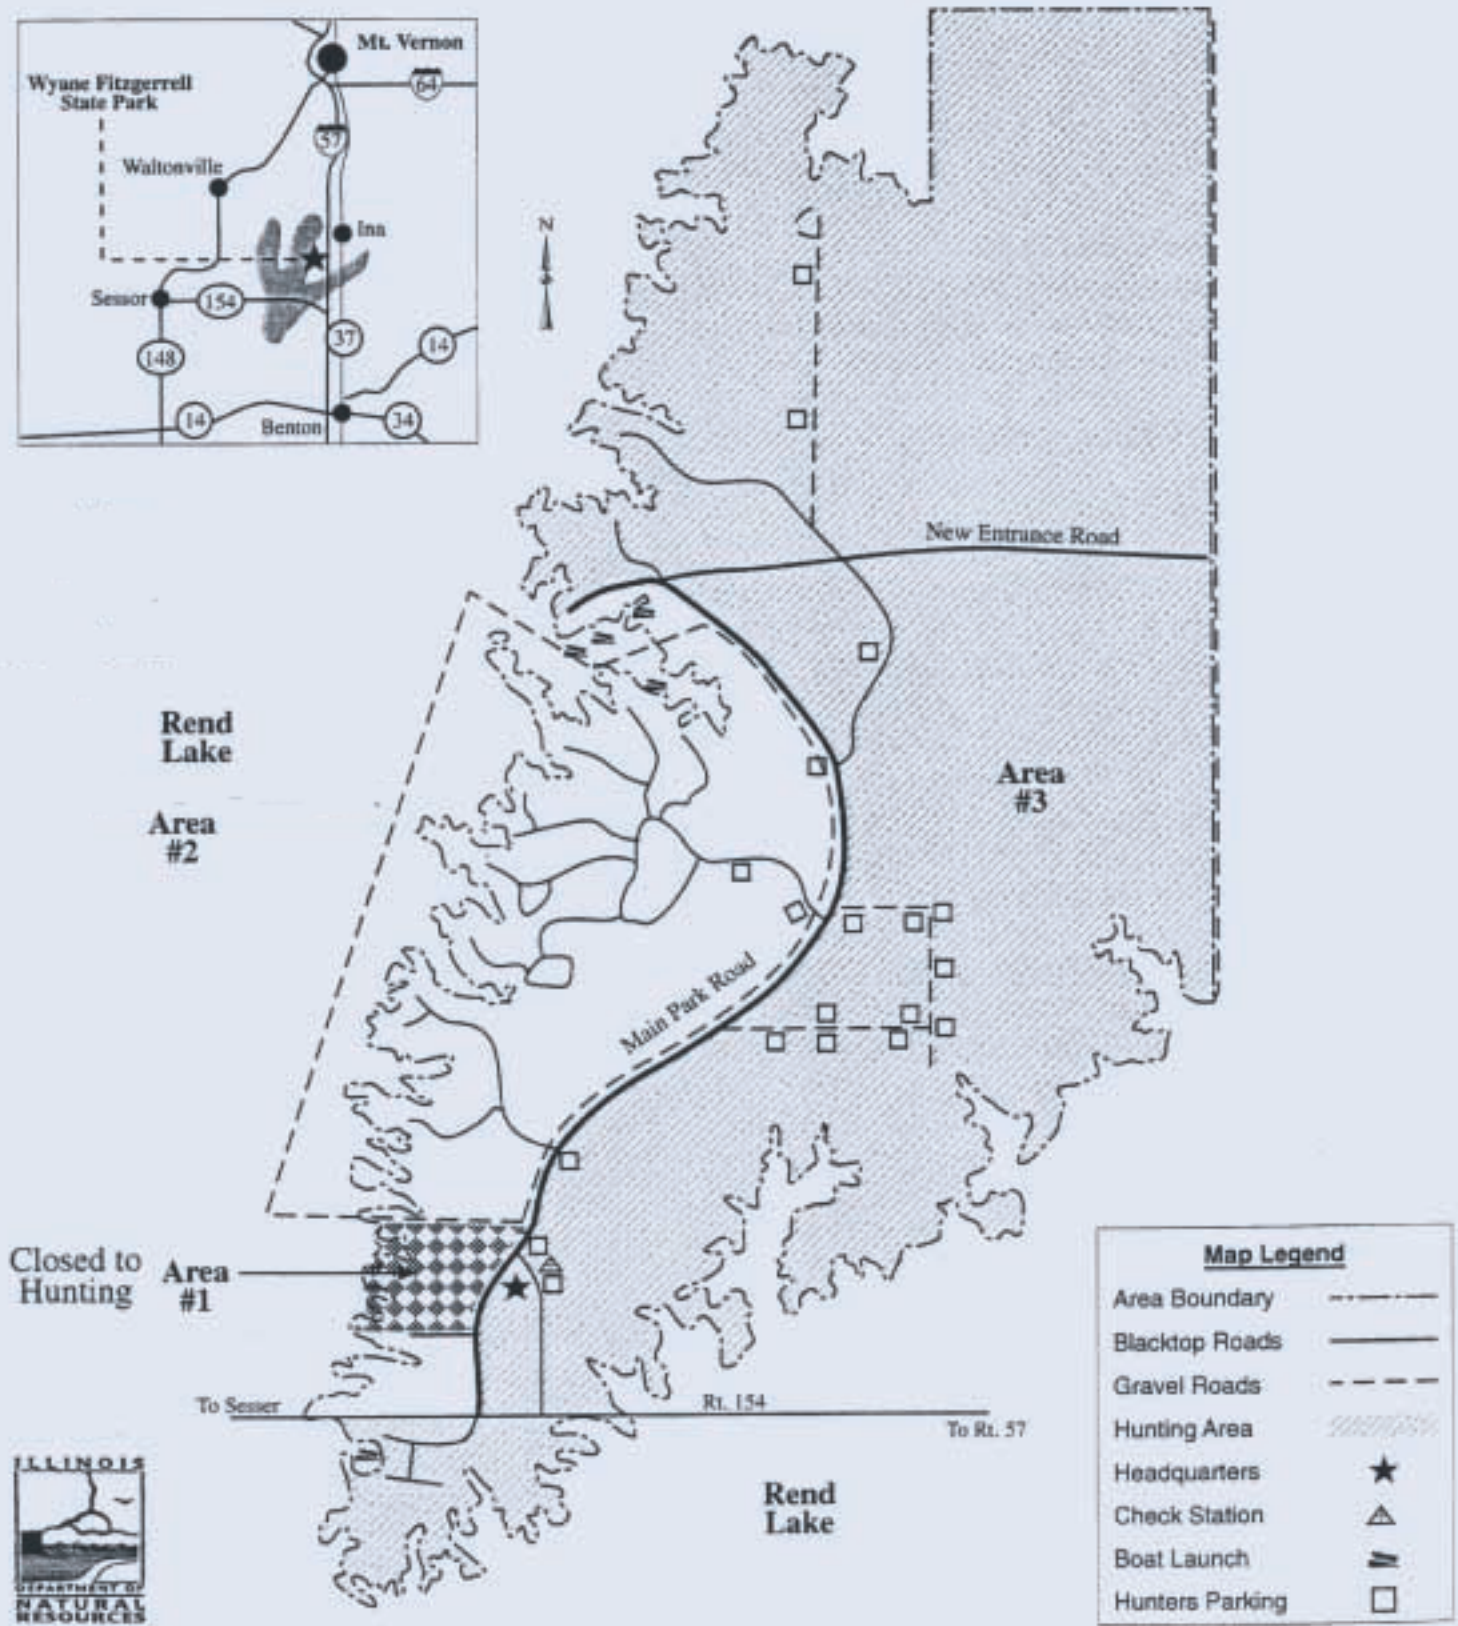 Mt. Vernon
64
Wyane Fitzgerrell
State Park
57
Waltonville
Ina
Sessor
154
37
14
148
14
Benton
34
N
New Entrance Road
Rend
Lake
Area
#2
Area
#3
Main Park Road
Closed to
Hunting
Area
#1
To Sesser
Rt. 154
To Rt. 57
Rend
Lake
Map Legend
Area Boundary
Blacktop Roads
Gravel Roads
Hunting Area
Headquarters
Check Station
Boat Launch
Hunters Parking
ILLINOIS
DEPARTMENT OF
NATURAL
RESOURCES